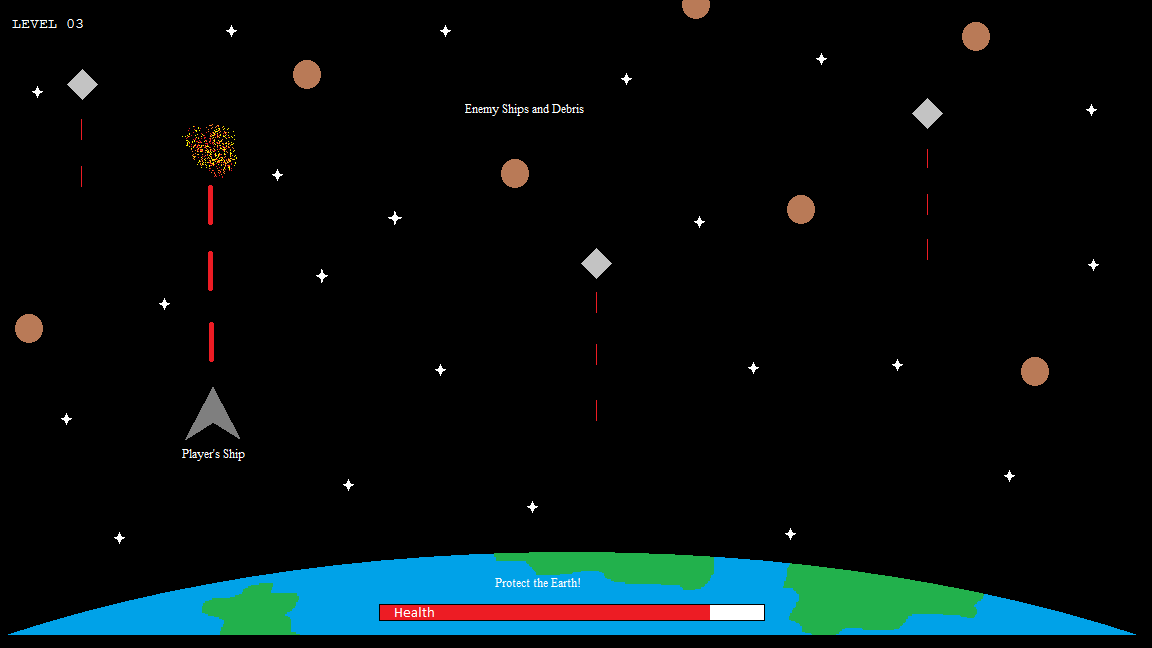 LEVEL 03
Enemy Ships and Debris
Player's Ship
Protect the Earth!
Health